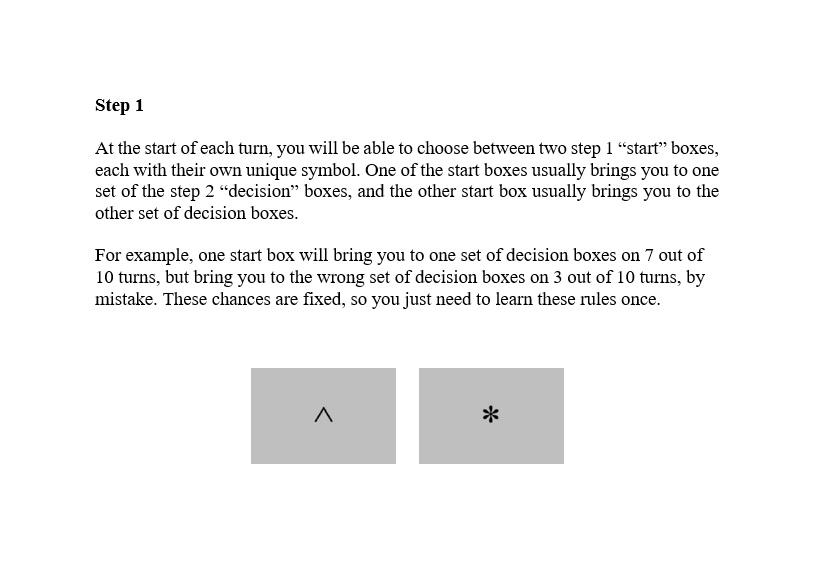 Step 1
At the start of each turn, you will be able to choose between two step 1 “start” boxes,
each with their own unique symbol. One of the start boxes usually brings you to one
set of the step 2 “decision” boxes, and the other start box usually brings you to the
other set of decision boxes.
For example, one start box will bring you to one set of decision boxes on 7 out of
10 turns, but bring you to the wrong set of decision boxes on 3 out of 10 turns, by
mistake. These chances are fixed, so you just need to learn these rules once.
^ *